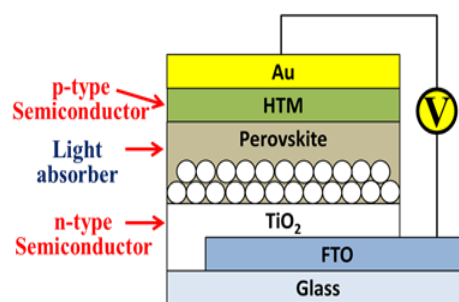 Au
p-type
Semiconductor
HTM
V
Light
absorber
Perovskite
n-type
Semiconductor
TiO₂
FTO
Glass